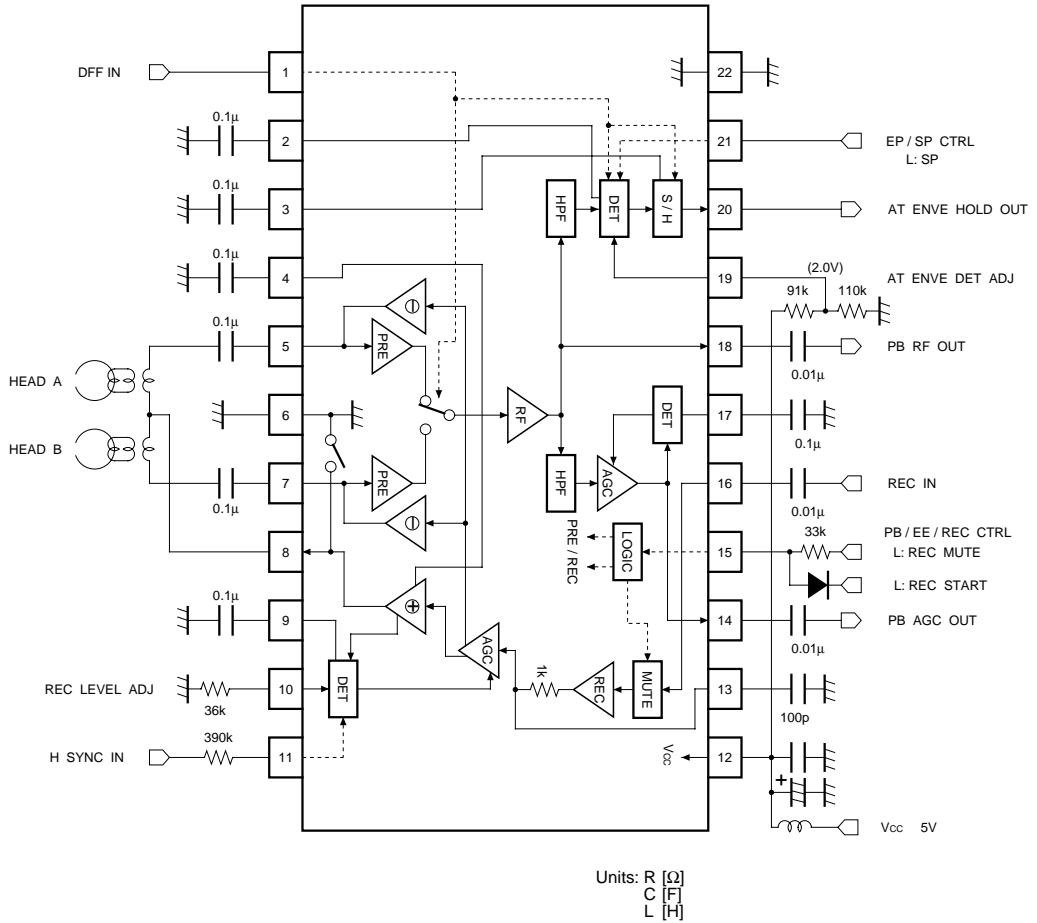 DFF IN
1
0.1μ
2
0.1μ
3
0.1μ
4
0.1μ
5
HEAD A
6
HEAD B
7
0.1μ
8
0.1μ
9
REC LEVEL ADJ
36k
10
390k
H SYNC IN
11
PRE
PRE
RF
HPF
DET
S / H
HPF
AGC
DET
PRE / REC
LOGIC
AGC
1k
REC
MUTE
DET
Vcc
22
21
EP / SP CTRL
L: SP
20
AT ENVE HOLD OUT
19
AT ENVE DET ADJ
(2.0V)
91k
110k
18
PB RF OUT
0.01μ
17
0.1μ
16
REC IN
0.01μ
PB / EE / REC CTRL
33k
15
L: REC MUTE
L: REC START
14
PB AGC OUT
0.01μ
13
100p
12
+
Vcc 5V
Units: R [Ω]
C [F]
L [H]